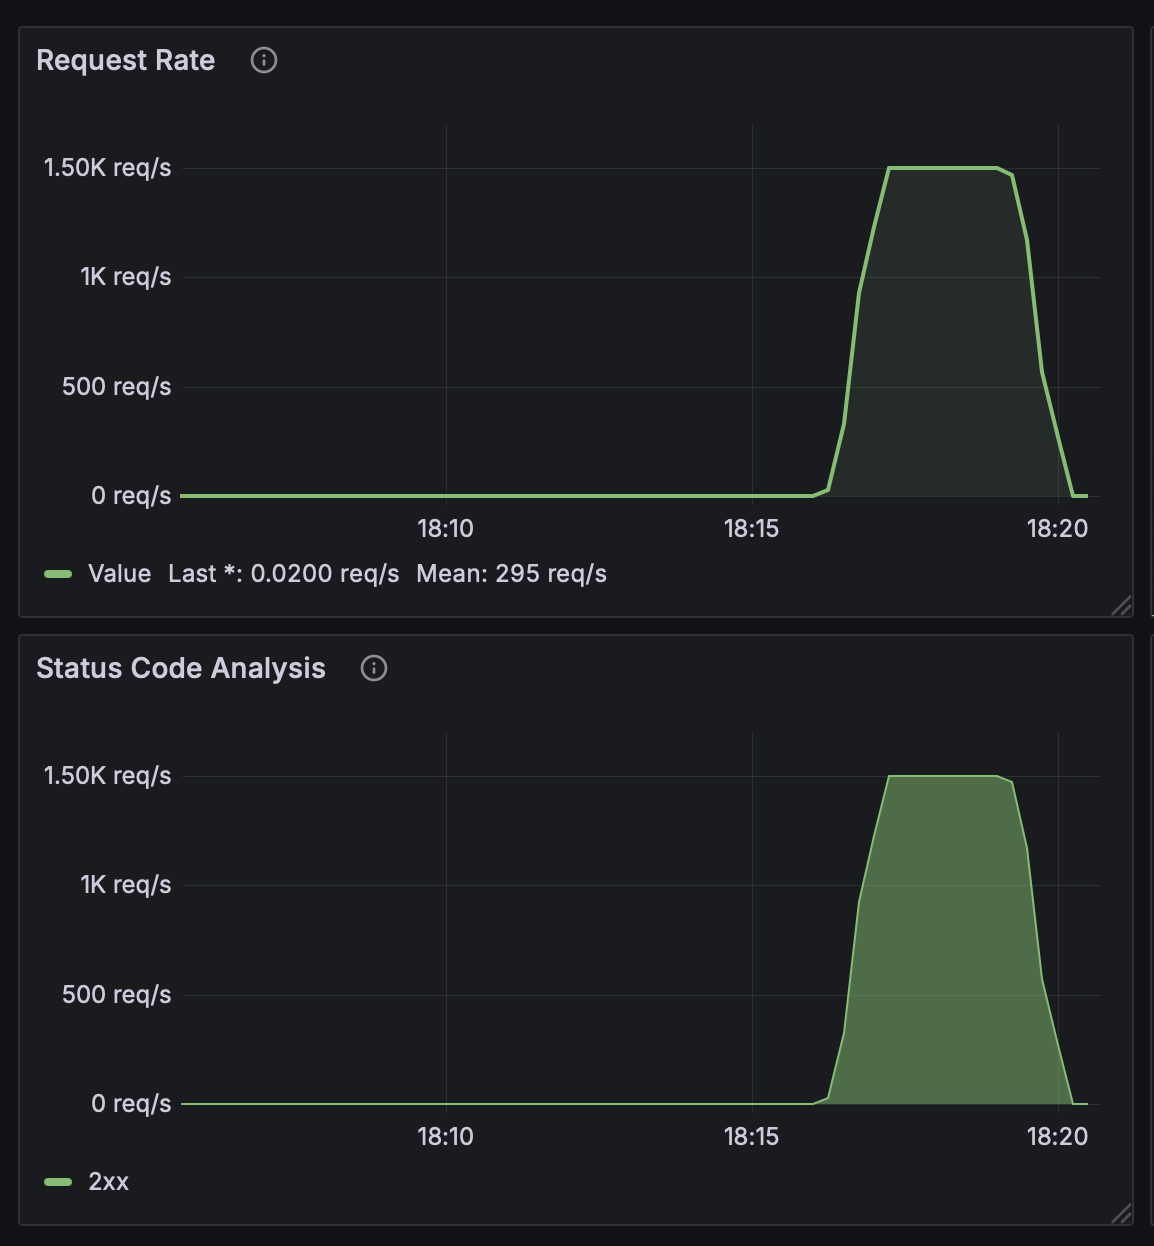 Request Rate
1.50K req/s
1K req/s
500 req/s
0 req/s
18:10 18:15 18:20
Value Last *: 0.0200 req/s Mean: 295 req/s
Status Code Analysis
1.50K req/s
1K req/s
500 req/s
0 req/s
18:10 18:15 18:20
2xx